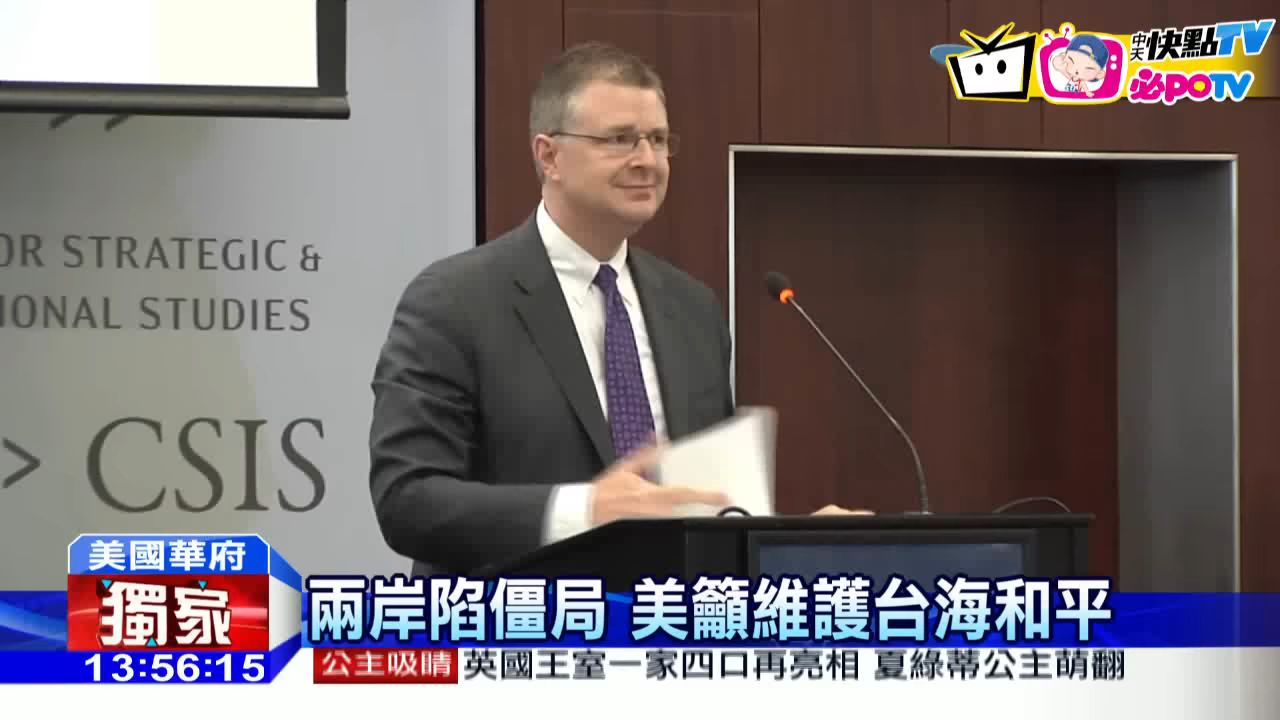 中天快點TV
必POTV
OR STRATEGIC &
IONAL STUDIES
> CSIS
美國華府
獨家
13:56:15
兩岸陷僵局 美籲維護台海和平
公主吸睛 英國王室一家四口再亮相 夏綠蒂公主萌翻